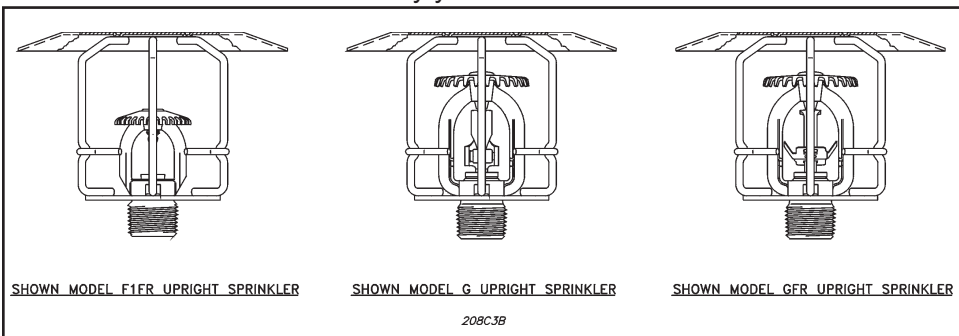 SHOWN MODEL F1FR UPRIGHT SPRINKLER
SHOWN MODEL G UPRIGHT SPRINKLER
SHOWN MODEL GFR UPRIGHT SPRINKLER
208C3B